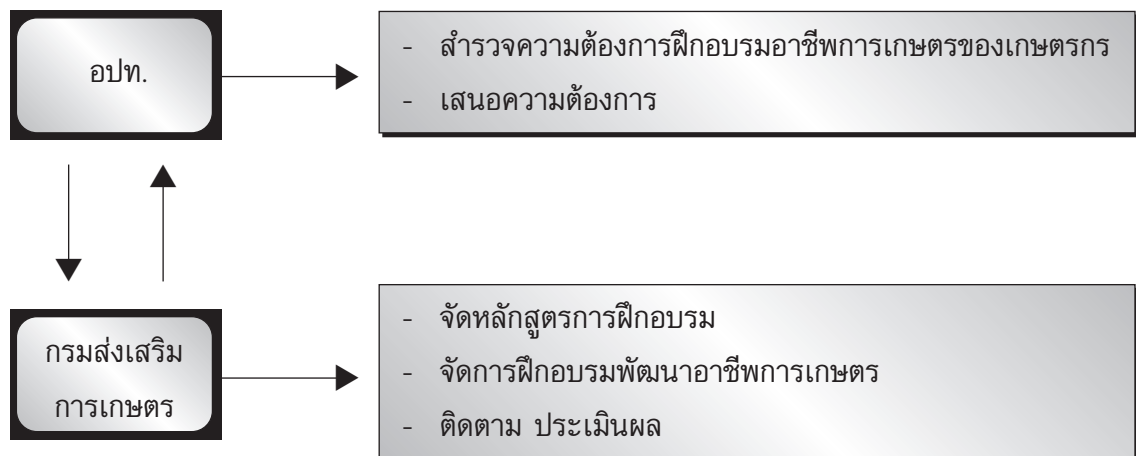 อปท.
- สำรวจความต้องการฝึกอบรมอาชีพการเกษตรของเกษตรกร
- เสนอความต้องการ
กรมส่งเสริม
การเกษตร
- จัดหลักสูตรการฝึกอบรม
- จัดการฝึกอบรมพัฒนาอาชีพการเกษตร
- ติดตาม ประเมินผล